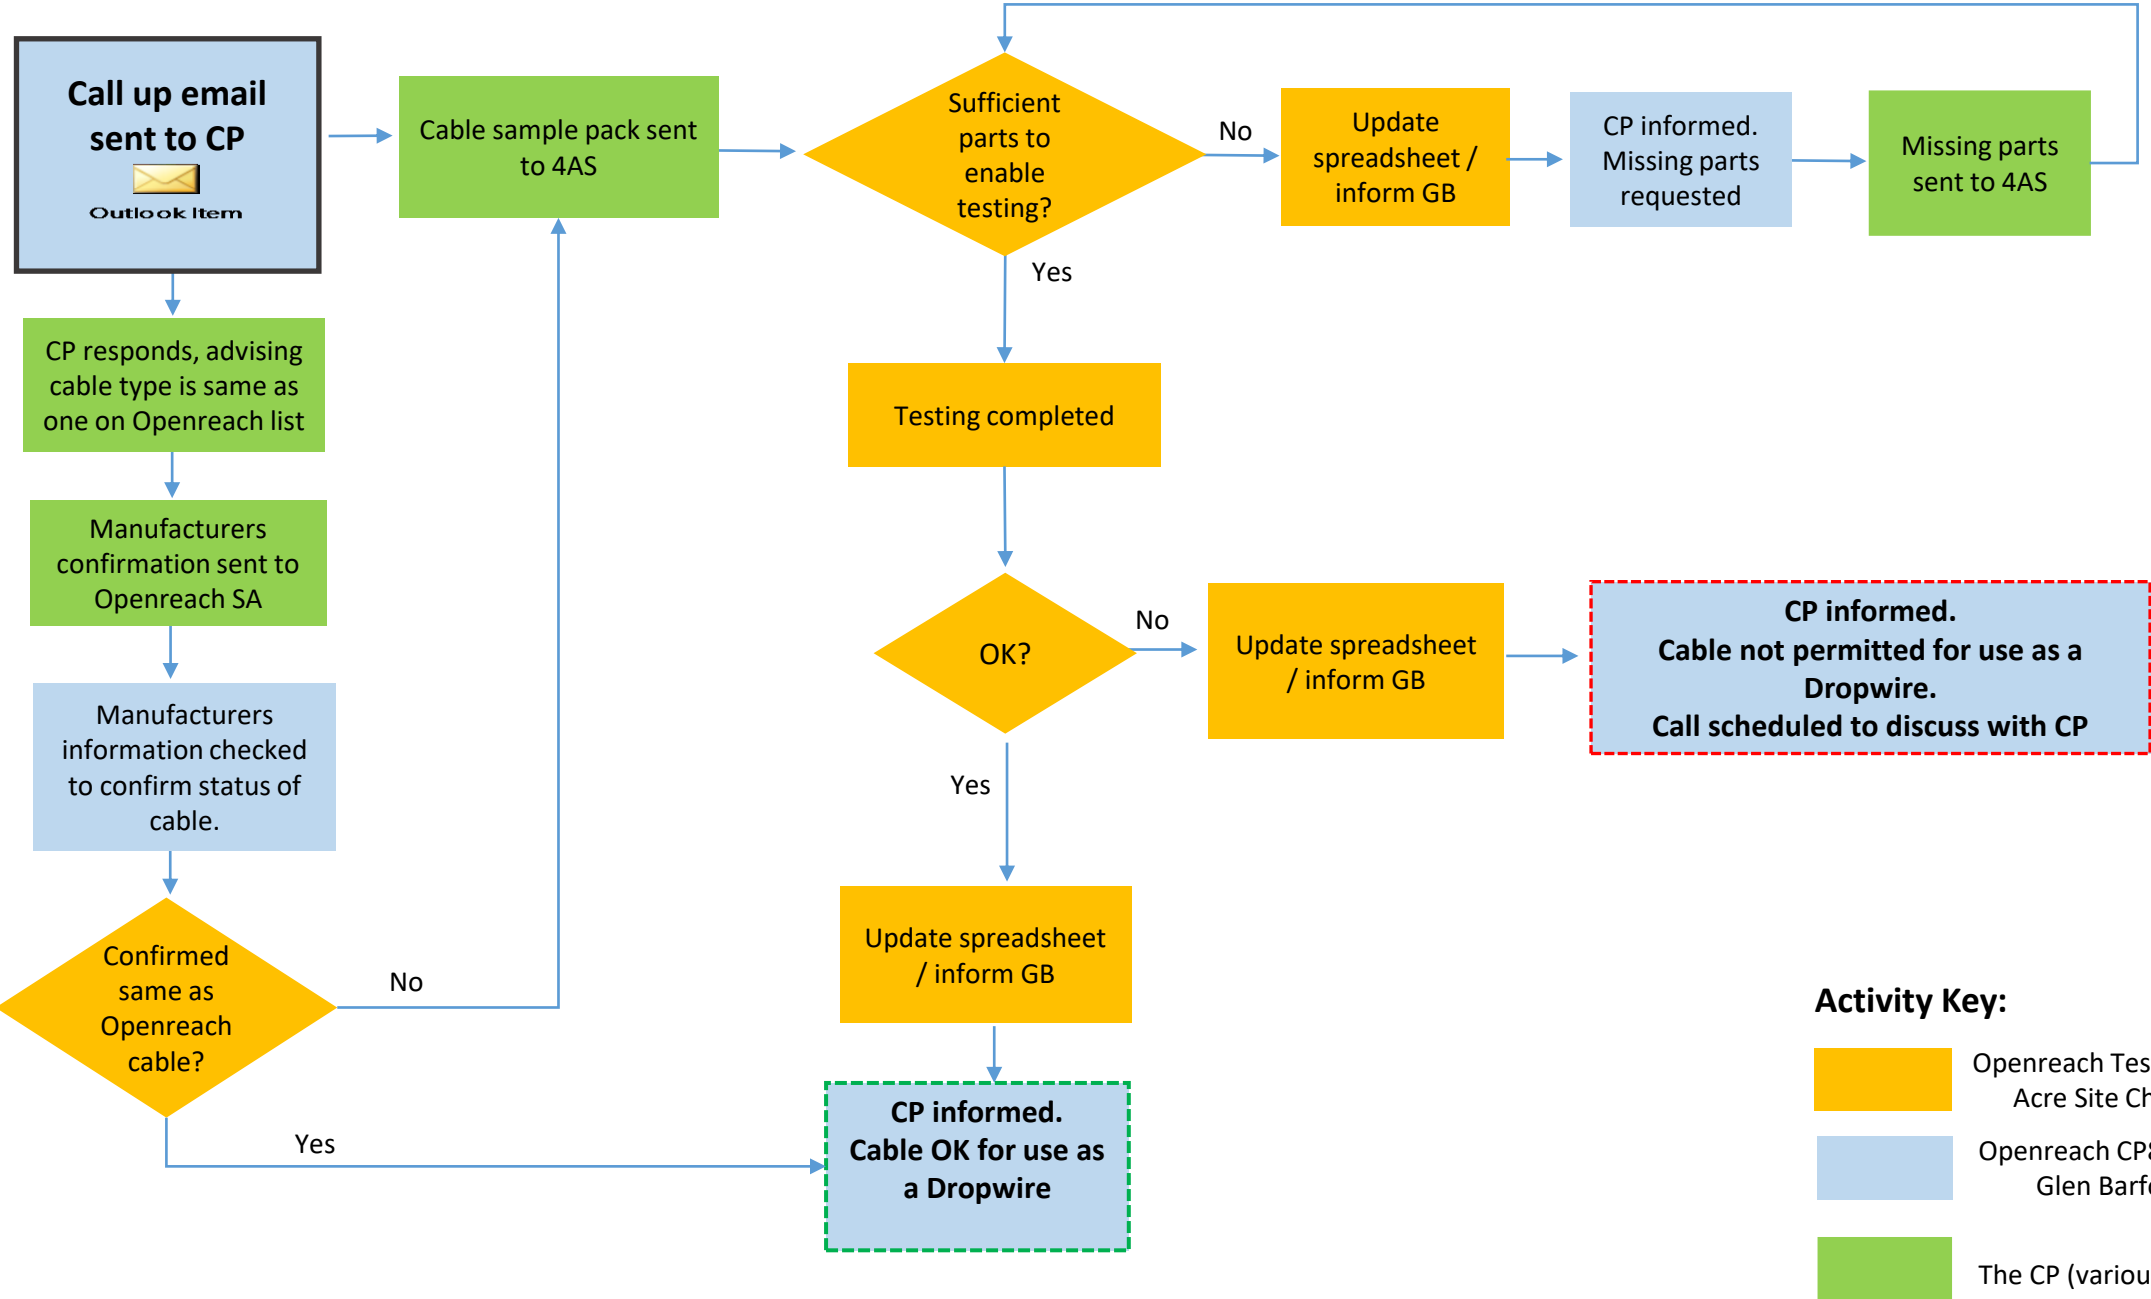 Call up email
sent to CP
Outlook Item
Cable sample pack sent
to 4AS
Sufficient
parts to
enable
testing?
No
Update
spreadsheet /
inform GB
CP informed.
Missing parts
requested
Missing parts
sent to 4AS
Yes
CP responds, advising
cable type is same as
one on Openreach list
Testing completed
Manufacturers
confirmation sent to
Openreach SA
OK?
No
Update spreadsheet
/ inform GB
CP informed.
Cable not permitted for use as a
Dropwire.
Call scheduled to discuss with CP
Manufacturers
information checked
to confirm status of
cable.
Yes
Update spreadsheet
/ inform GB
Confirmed
same as
Openreach
cable?
No
Yes
CP informed.
Cable OK for use as
a Dropwire
Activity Key:
Openreach Tes
Acre Site Ch
Openreach CP&
Glen Barf
The CP (variou